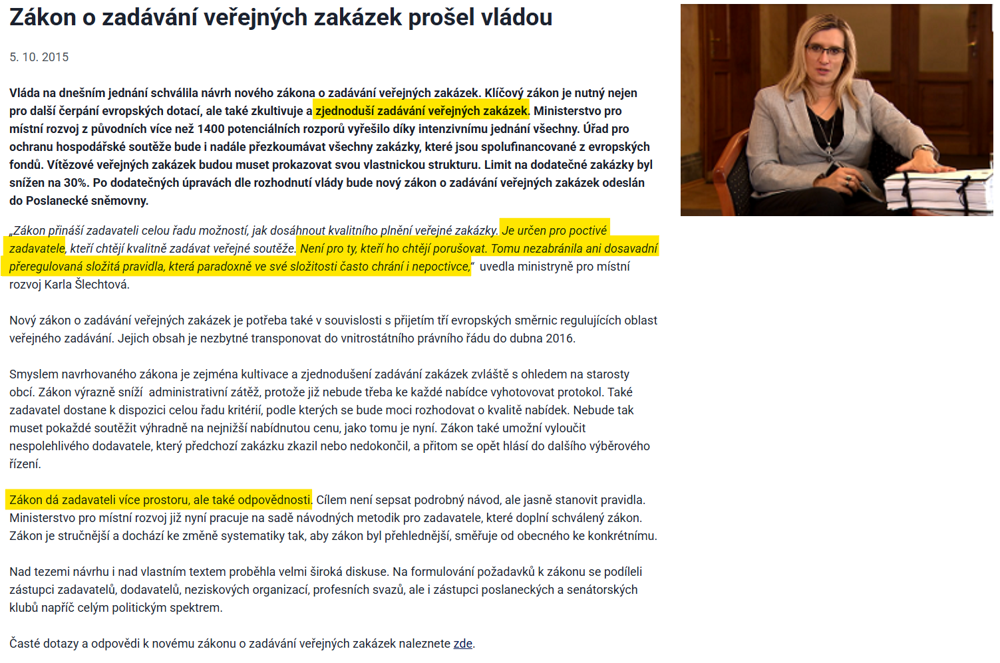 Zákon o zadávání veřejných zakázek prošel vládou
5. 10. 2015
Vláda na dnešním jednání schválila návrh nového zákona o zadávání veřejných zakázek. Klíčový zákon je nutný nejen
pro další čerpání evropských dotací, ale také zkultivuje a zjednoduší zadávání veřejných zakázek. Ministerstvo pro
místní rozvoj z původních více než 1400 potenciálních rozporů vyřešilo díky intenzivnímu jednání všechny. Úřad pro
ochranu hospodářské soutěže bude i nadále přezkoumávat všechny zakázky, které jsou spolufinancované z evropských
fondů. Vítězové veřejných zakázek budou muset prokazovat svou vlastnickou strukturu. Limit na dodatečné zakázky byl
snížen na 30%. Po dodatečných úpravách dle rozhodnutí vlády bude nový zákon o zadávání veřejných zakázek odeslán
do Poslanecké sněmovny.
„Zákon přináší zadavateli celou řadu možností, jak dosáhnout kvalitního plnění veřejné zakázky. Je určen pro poctivé
zadavatele, kteří chtějí kvalitně zadávat veřejné soutěže. Není pro ty, kteří ho chtějí porušovat. Tomu nezabránila ani dosavadní
přeregulovaná složitá pravidla, která paradoxně ve své složitosti často chrání i nepoctivce,“ uvedla ministryně pro místní
rozvoj Karla Šlechtová.
Nový zákon o zadávání veřejných zakázek je potřeba také v souvislosti s přijetím tří evropských směrnic regulujících oblast
veřejného zadávání. Jejich obsah je nezbytné transponovat do vnitrostátního právního řádu do dubna 2016.
Smyslem navrhovaného zákona je zejména kultivace a zjednodušení zadávání zakázek zvláště s ohledem na starosty
obcí. Zákon výrazně sníží  administrativní zátěž, protože již nebude třeba ke každé nabídce vyhotovovat protokol. Také
zadavatel dostane k dispozici celou řadu kritérií, podle kterých se bude moci rozhodovat o kvalitě nabídek. Nebude tak
muset pokaždé soutěžit výhradně na nejnižší nabídnutou cenu, jako tomu je nyní. Zákon také umožní vyloučit
nespolehlivého dodavatele, který předchozí zakázku zkazil nebo nedokončil, a přitom se opět hlásí do dalšího výběrového
řízení.
Zákon dá zadavateli více prostoru, ale také odpovědnosti. Cílem není sepsat podrobný návod, ale jasně stanovit pravidla.
Ministerstvo pro místní rozvoj již nyní pracuje na sadě návodných metodik pro zadavatele, které doplní schválený zákon.
Zákon je stručnější a dochází ke změně systematiky tak, aby zákon byl přehlednější, směřuje od obecného ke konkrétnímu.
Nad tezemi návrhu i nad vlastním textem proběhla velmi široká diskuse. Na formulování požadavků k zákonu se podíleli
zástupci zadavatelů, dodavatelů, neziskových organizací, profesních svazů, ale i zástupci poslaneckých a senátorských
klubů napříč celým politickým spektrem.
Časté dotazy a odpovědi k novému zákonu o zadávání veřejných zakázek naleznete zde.